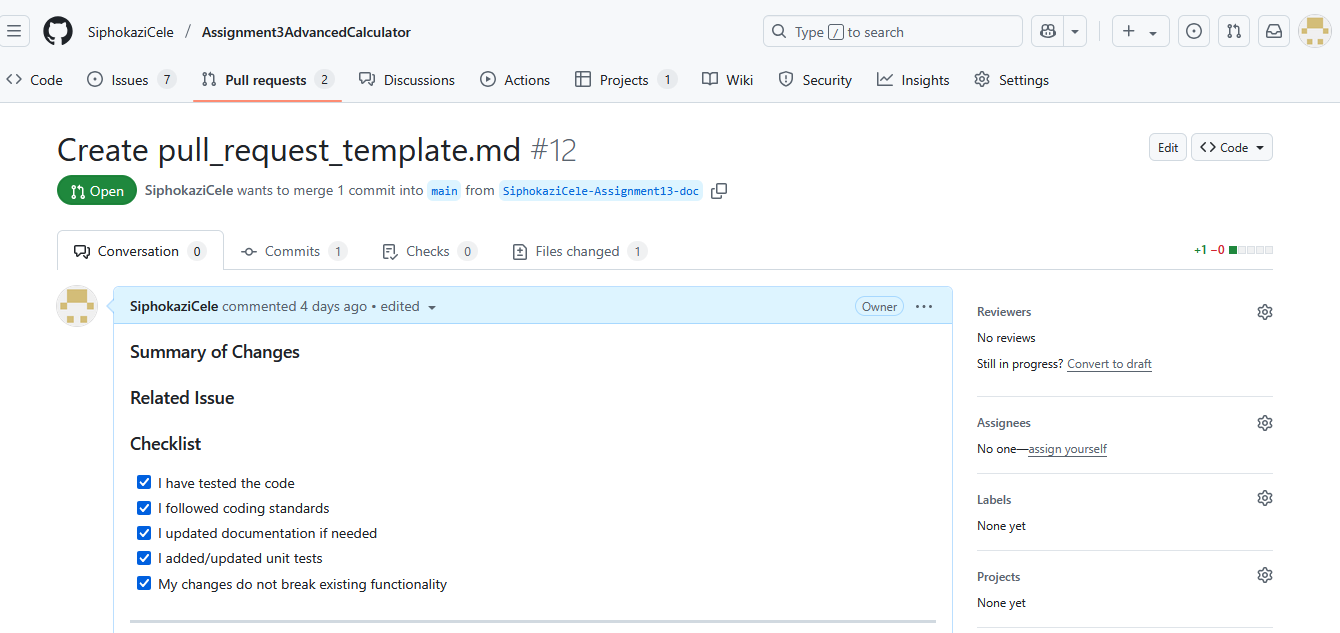 SiphokaziCele / Assignment3AdvancedCalculator Type / to search
Code Issues 7 Pull requests 2 Discussions Actions Projects 1 Wiki Security Insights Settings
Create pull_request_template.md #12 Edit Code
Open SiphokaziCele wants to merge 1 commit into main from SiphokaziCele-Assignment13-doc
Conversation 0 Commits 1 Checks 0 Files changed 1 +1 −0
SiphokaziCele commented 4 days ago • edited Owner
Summary of Changes
Related Issue
Checklist
I have tested the code
I followed coding standards
I updated documentation if needed
I added/updated unit tests
My changes do not break existing functionality
Reviewers
No reviews
Still in progress? Convert to draft
Assignees
No one—assign yourself
Labels
None yet
Projects
None yet